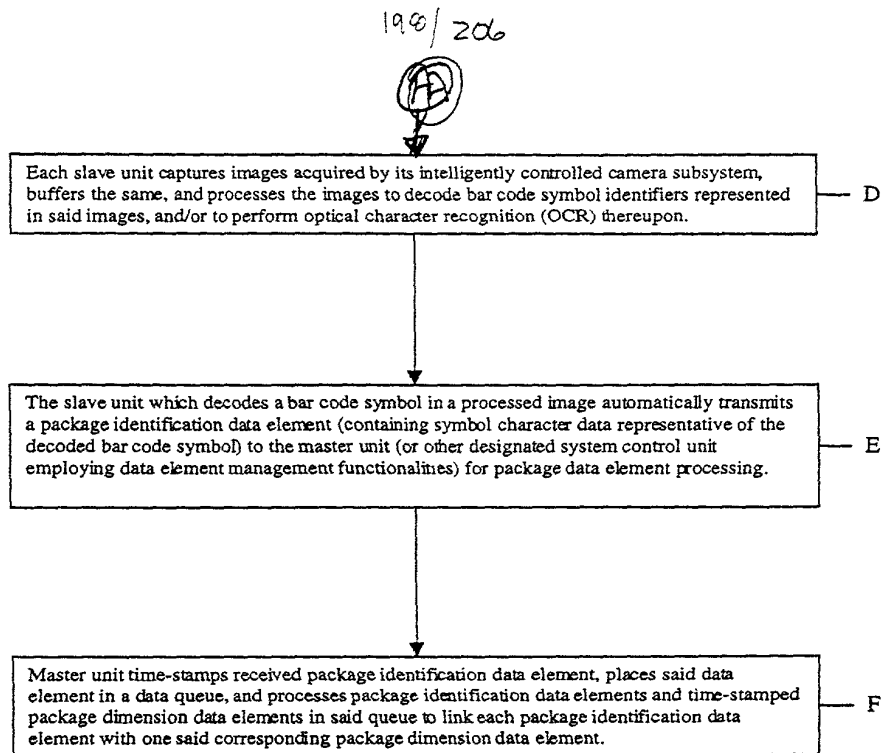 198/206
Each slave unit captures images acquired by its intelligently controlled camera subsystem,
buffers the same, and processes the images to decode bar code symbol identifiers represented
in said images, and/or to perform optical character recognition (OCR) thereupon.
D
The slave unit which decodes a bar code symbol in a processed image automatically transmits
a package identification data element (containing symbol character data representative of the
decoded bar code symbol) to the master unit (or other designated system control unit
employing data element management functionalities) for package data element processing.
E
Master unit time-stamps received package identification data element, places said data
element in a data queue, and processes package identification data elements and time-stamped
package dimension data elements in said queue to link each package identification data
element with one said corresponding package dimension data element.
F